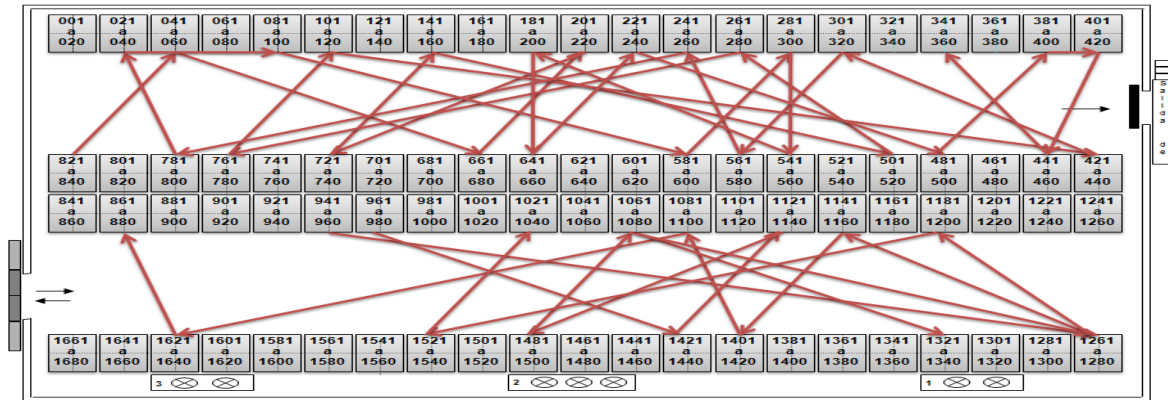 001 021 041 061 081 101 121 141 161 181 201 221 241 261 281 301 321 341 361 381 401
a a a a a a a a a a a a a a a a a a a a a
020 040 060 080 100 120 140 160 180 200 220 240 260 280 300 320 340 360 380 400 420
821 801 781 761 741 721 701 681 661 641 621 601 581 561 541 521 501 481 461 441 421
a a a a a a a a a a a a a a a a a a a a a
840 820 800 780 760 740 720 700 680 660 640 620 600 580 560 540 520 500 480 460 440
841 861 881 901 921 941 961 981 1001 1021 1041 1061 1081 1101 1121 1141 1161 1181 1201 1221 1241
a a a a a a a a a a a a a a a a a a a a a
860 880 900 920 940 960 980 1000 1020 1040 1060 1080 1100 1120 1140 1160 1180 1200 1220 1240 1260
1661 1641 1621 1601 1581 1561 1541 1521 1501 1481 1461 1441 1421 1401 1381 1361 1341 1321 1301 1281 1261
a a a a a a a a a a a a a a a a a a a a a
1680 1660 1640 1620 1600 1580 1560 1540 1520 1500 1480 1460 1440 1420 1400 1380 1360 1340 1320 1300 1280
3 2 1